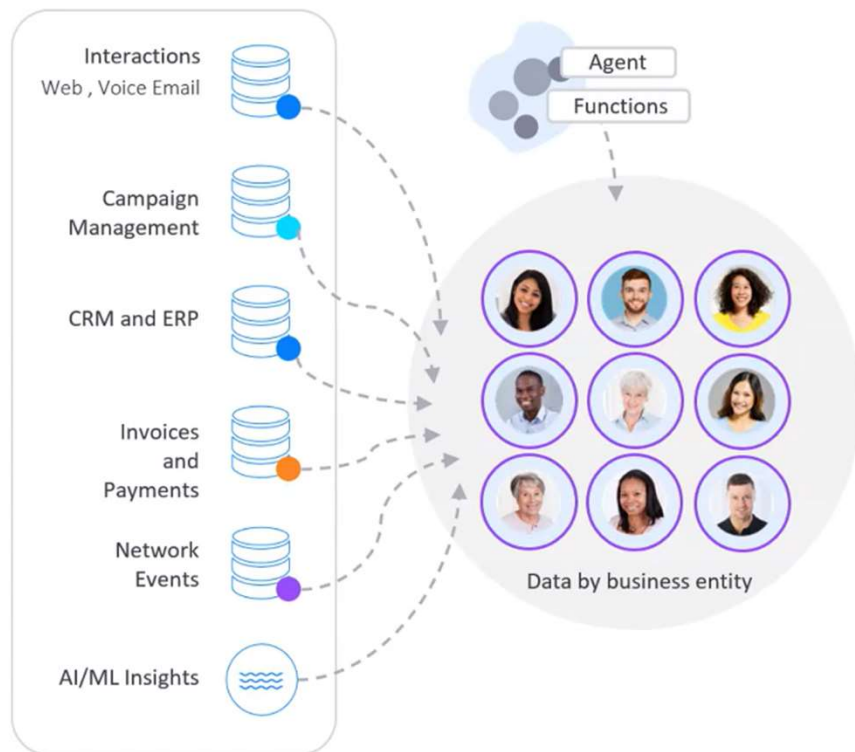 Interactions
Web , Voice Email
Campaign
Management
CRM and ERP
Invoices
and
Payments
Network
Events
AI/ML Insights
Agent
Functions
Data by business entity